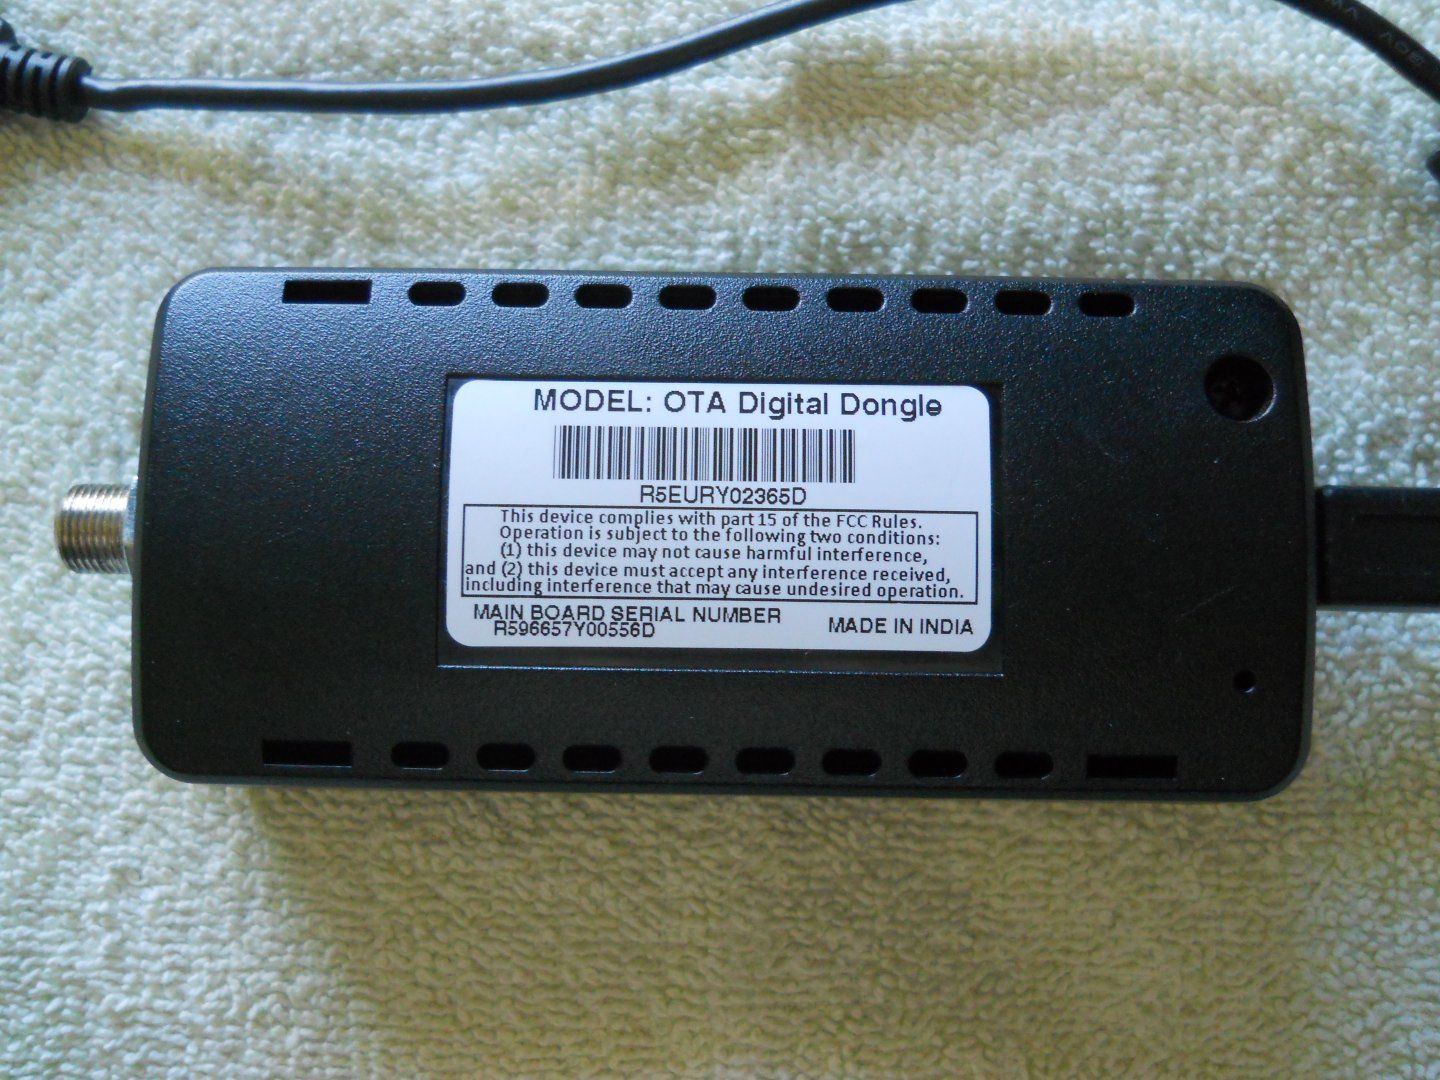 MODEL: OTA Digital Dongle
R5EURY02365D
This device complies with part 15 of the FCC Rules.
Operation is subject to the following two conditions:
(1) this device may not cause harmful interference,
and (2) this device must accept any interference received,
including interference that may cause undesired operation.
MAIN BOARD SERIAL NUMBER
R596657Y00556D
MADE IN INDIA